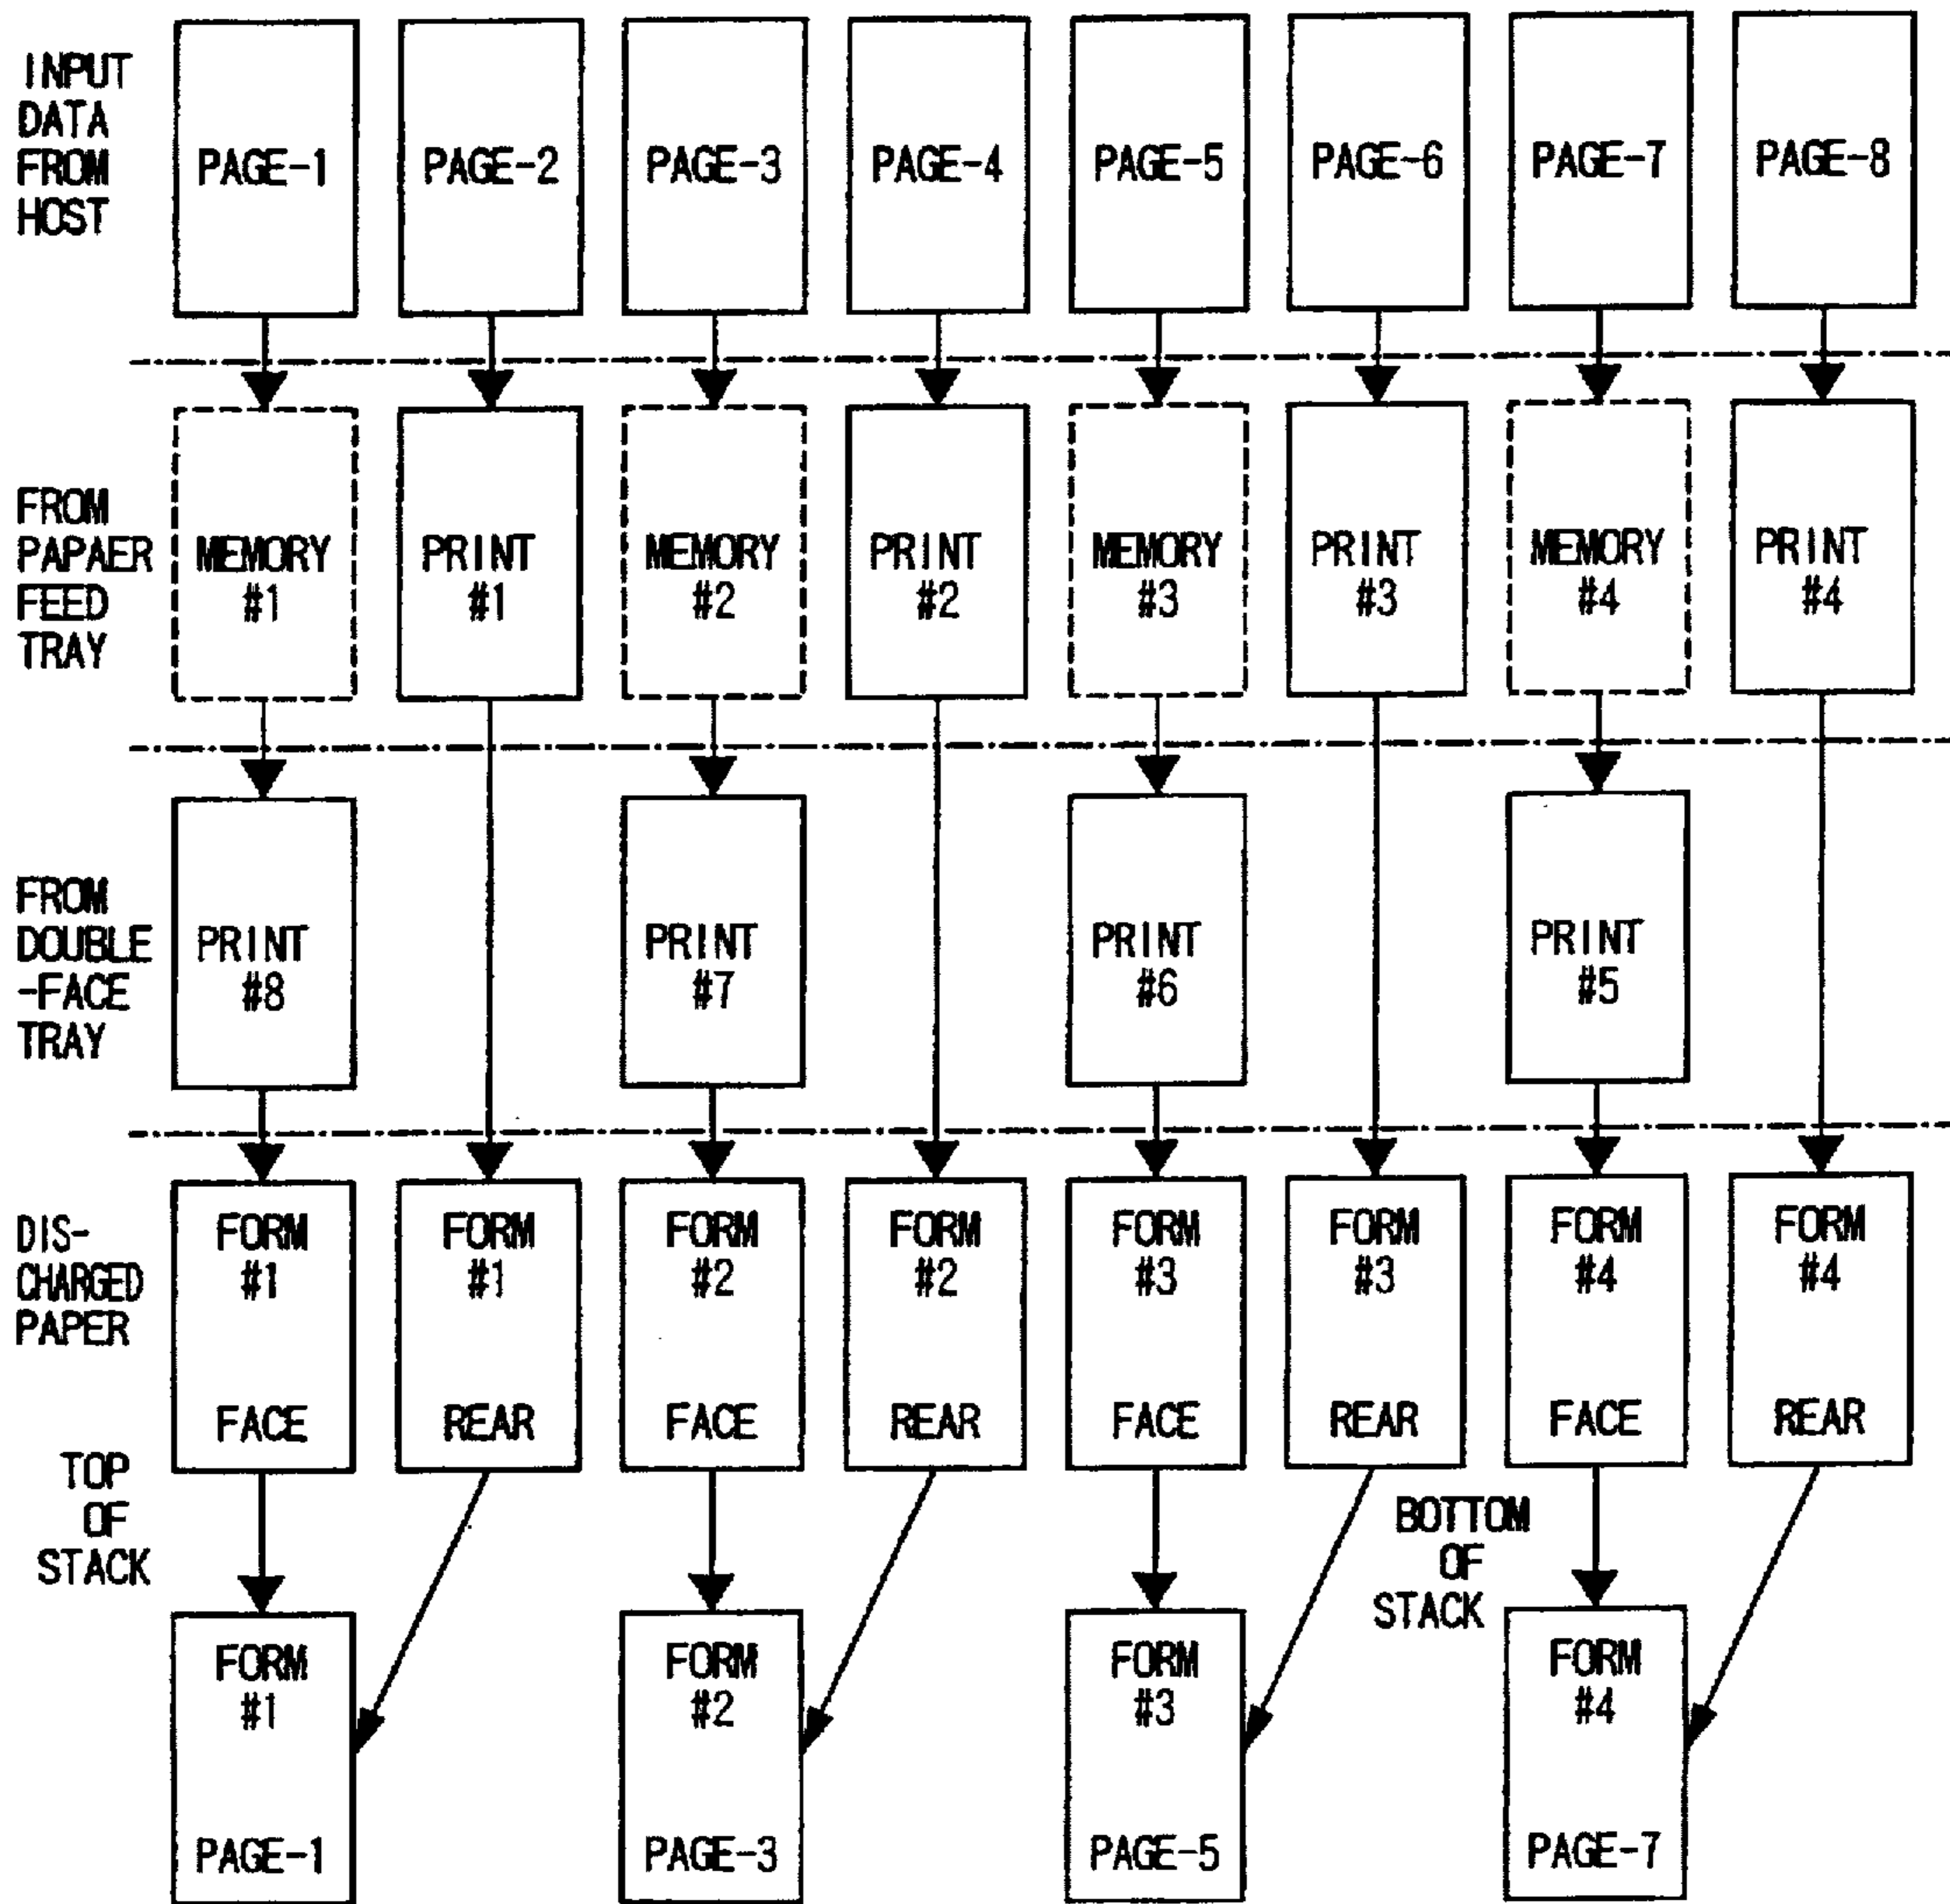 INPUT
DATA
FROM
HOST
PAGE-1
PAGE-2
PAGE-3
PAGE-4
PAGE-5
PAGE-6
PAGE-7
PAGE-8
FROM
PAPAER
FEED
TRAY
MEMORY
#1
PRINT
#1
MEMORY
#2
PRINT
#2
MEMORY
#3
PRINT
#3
MEMORY
#4
PRINT
#4
FROM
DOUBLE
-FACE
TRAY
PRINT
#8
PRINT
#7
PRINT
#6
PRINT
#5
DIS-
CHARGED
PAPER
FORM
#1
FACE
FORM
#1
REAR
FORM
#2
FACE
FORM
#2
REAR
FORM
#3
FACE
FORM
#3
REAR
FORM
#4
FACE
FORM
#4
REAR
TOP
OF
STACK
BOTTOM
OF
STACK
FORM
#1
PAGE-1
FORM
#2
PAGE-3
FORM
#3
PAGE-5
FORM
#4
PAGE-7